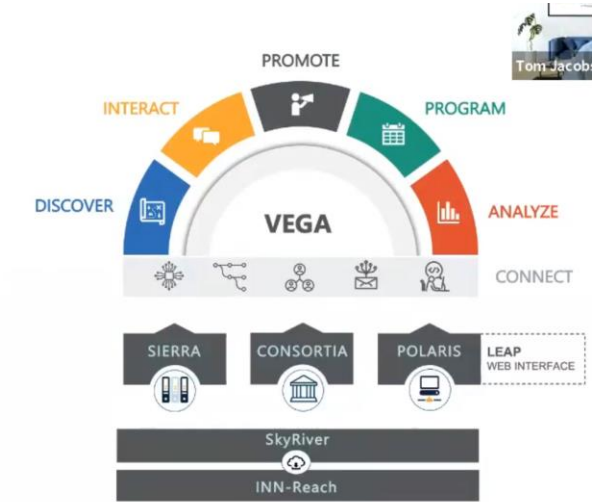 PROMOTE
Tom Jacobs
INTERACT
PROGRAM
DISCOVER
VEGA
ANALYZE
CONNECT
SIERRA
CONSORTIA
POLARIS
LEAP
WEB INTERFACE
SkyRiver
INN-Reach